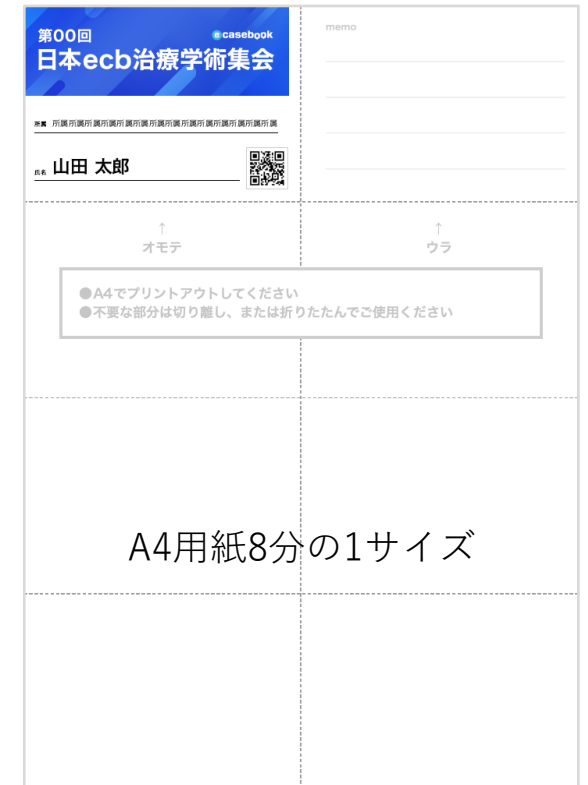 第00回
e casebook
日本ecb治療学術集会
所属 所属所属所属所属所属所属所属所属所属所属所属所属所属所属
氏名 山田 太郎
memo
↑
オモテ
↑
ウラ
●A4でプリントアウトしてください
●不要な部分は切り離し、または折りたたんでご使用ください
A4用紙8分の1サイズ